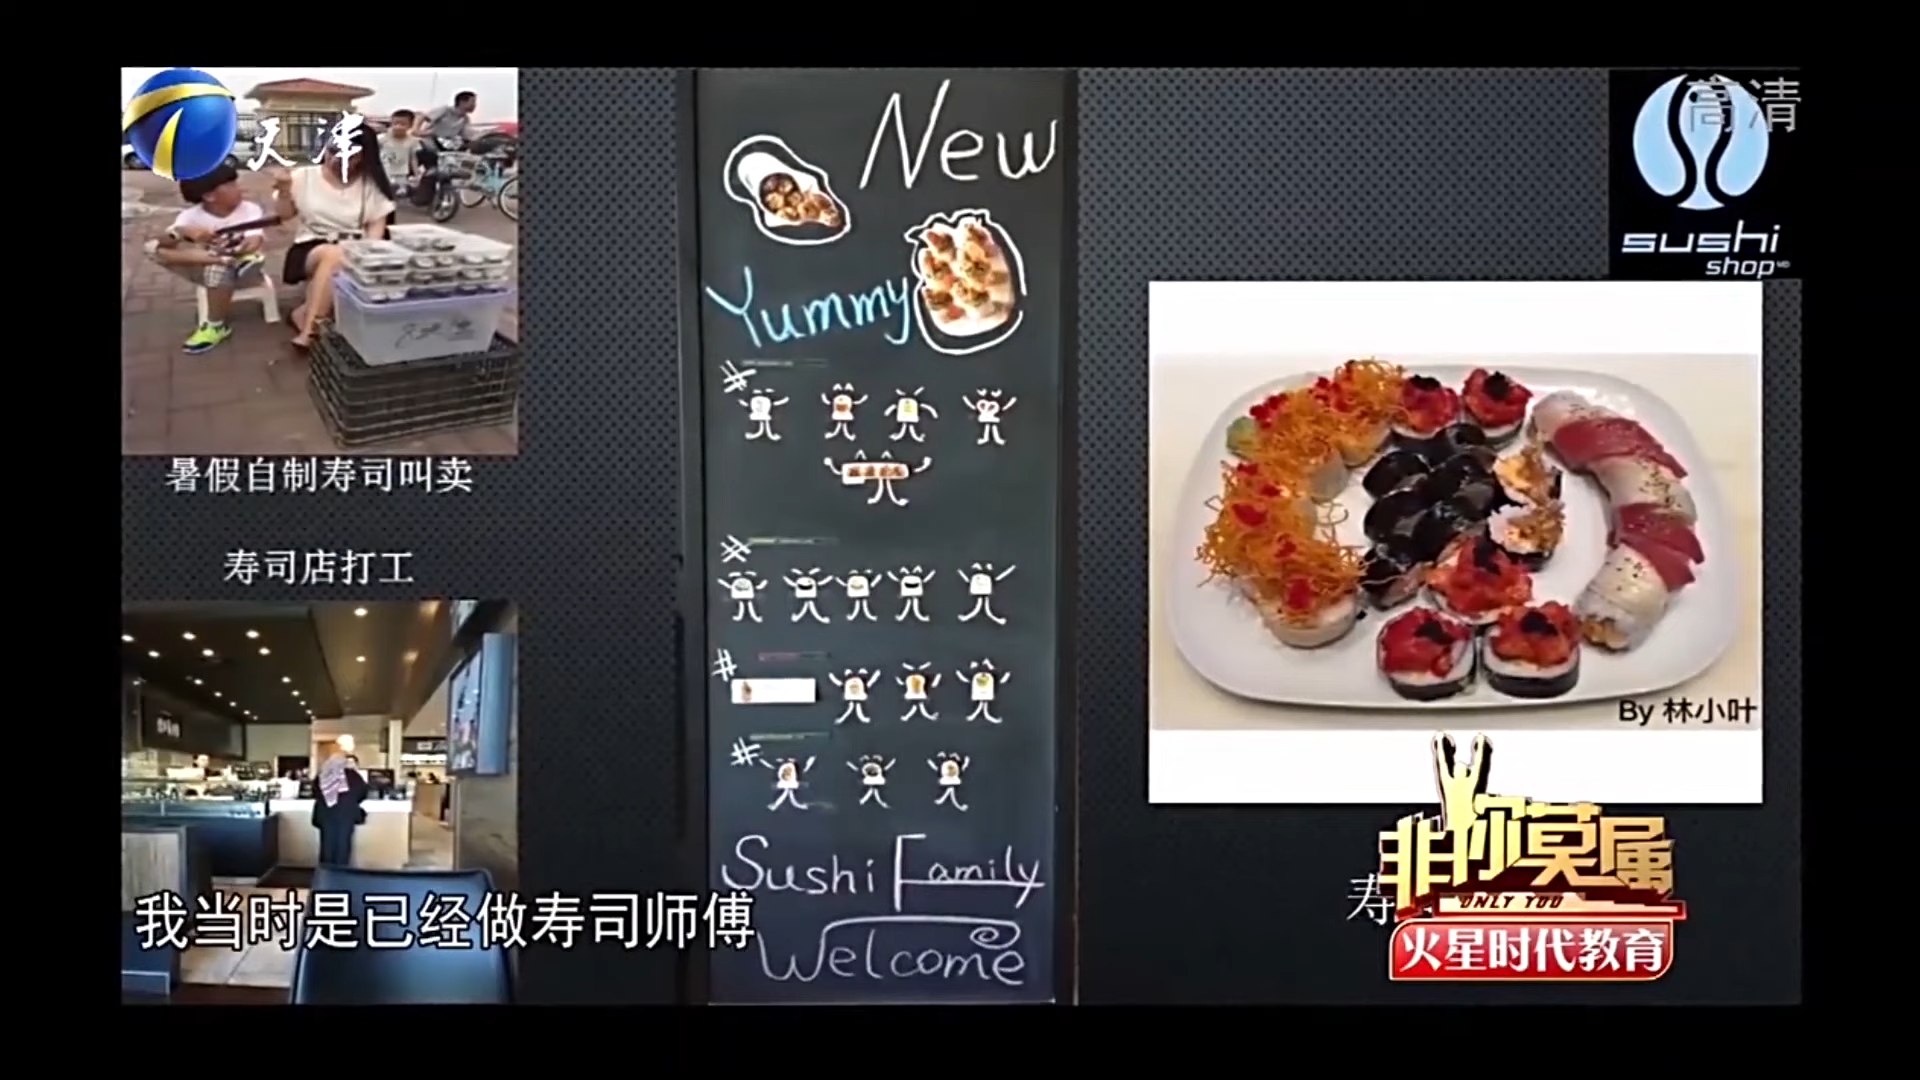 天津
高清
sushi
shop
暑假自制寿司叫卖
寿司店打工
New
Yummy
Sushi Family
Welcome
By 林小叶
寿
非你莫属
ONLY YOU
火星时代教育
我当时是已经做寿司师傅